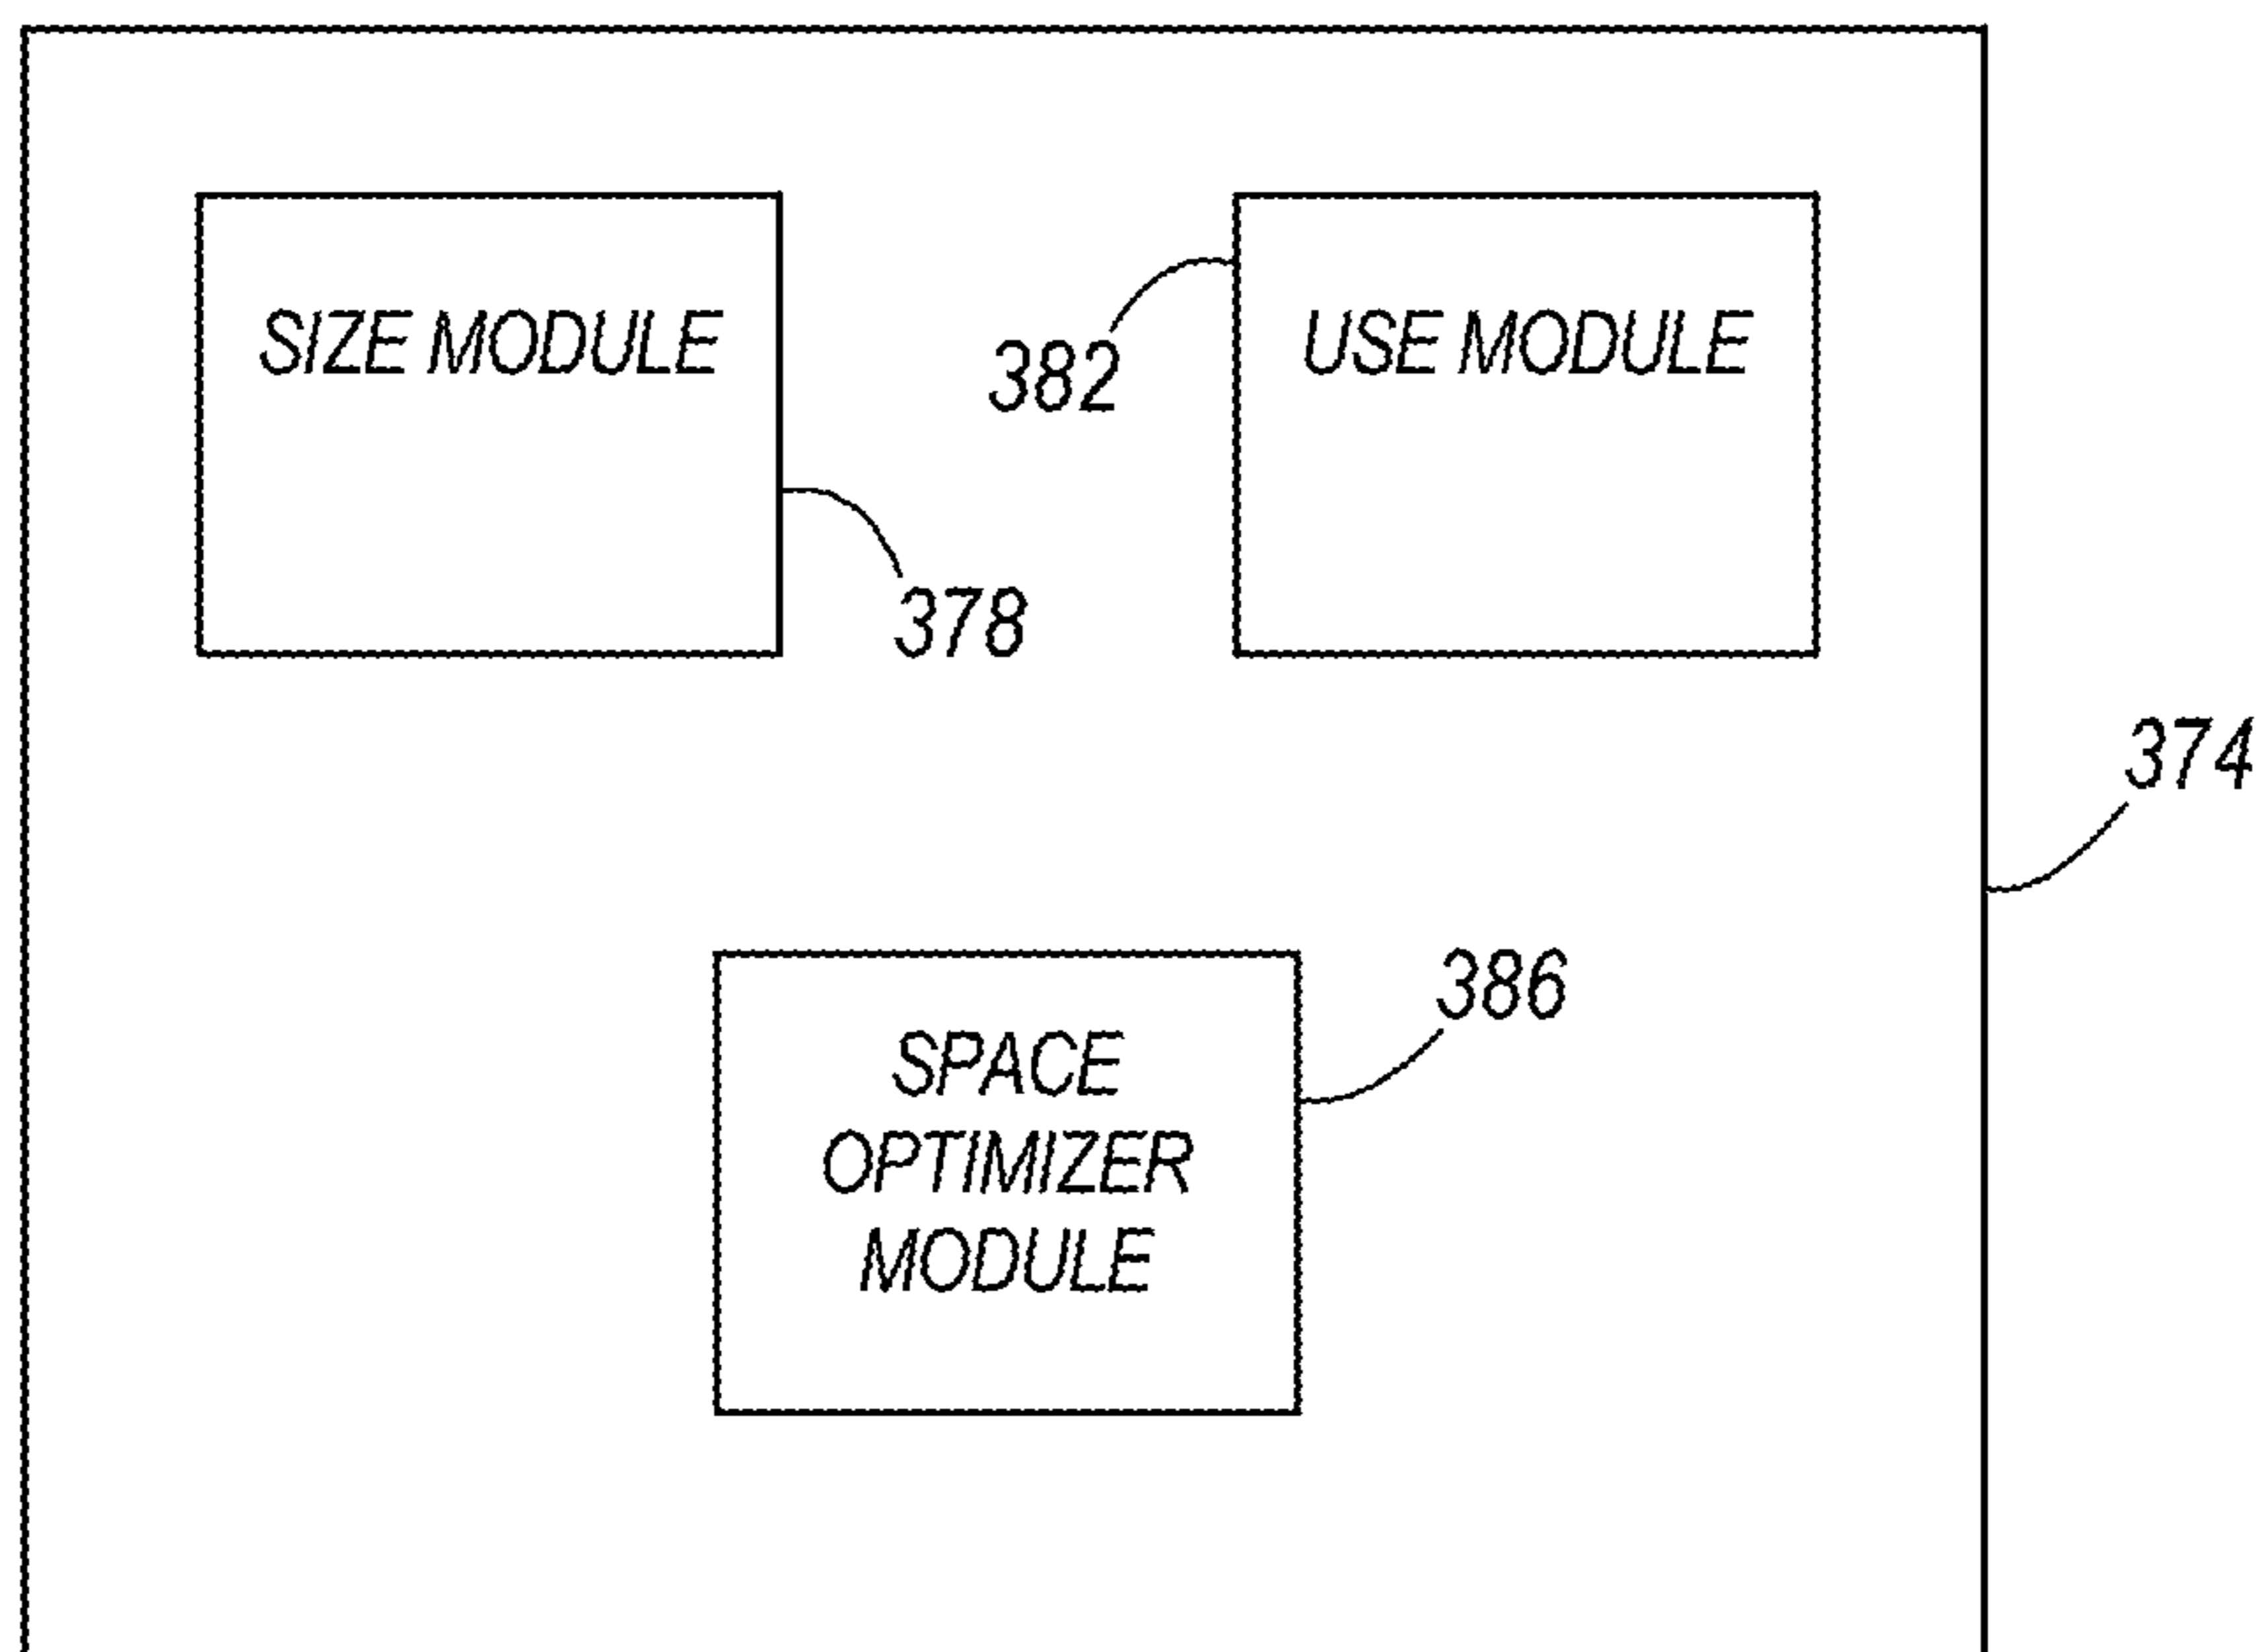 SIZE MODULE
382
USE MODULE
378
374
386
SPACE
OPTIMIZER
MODULE